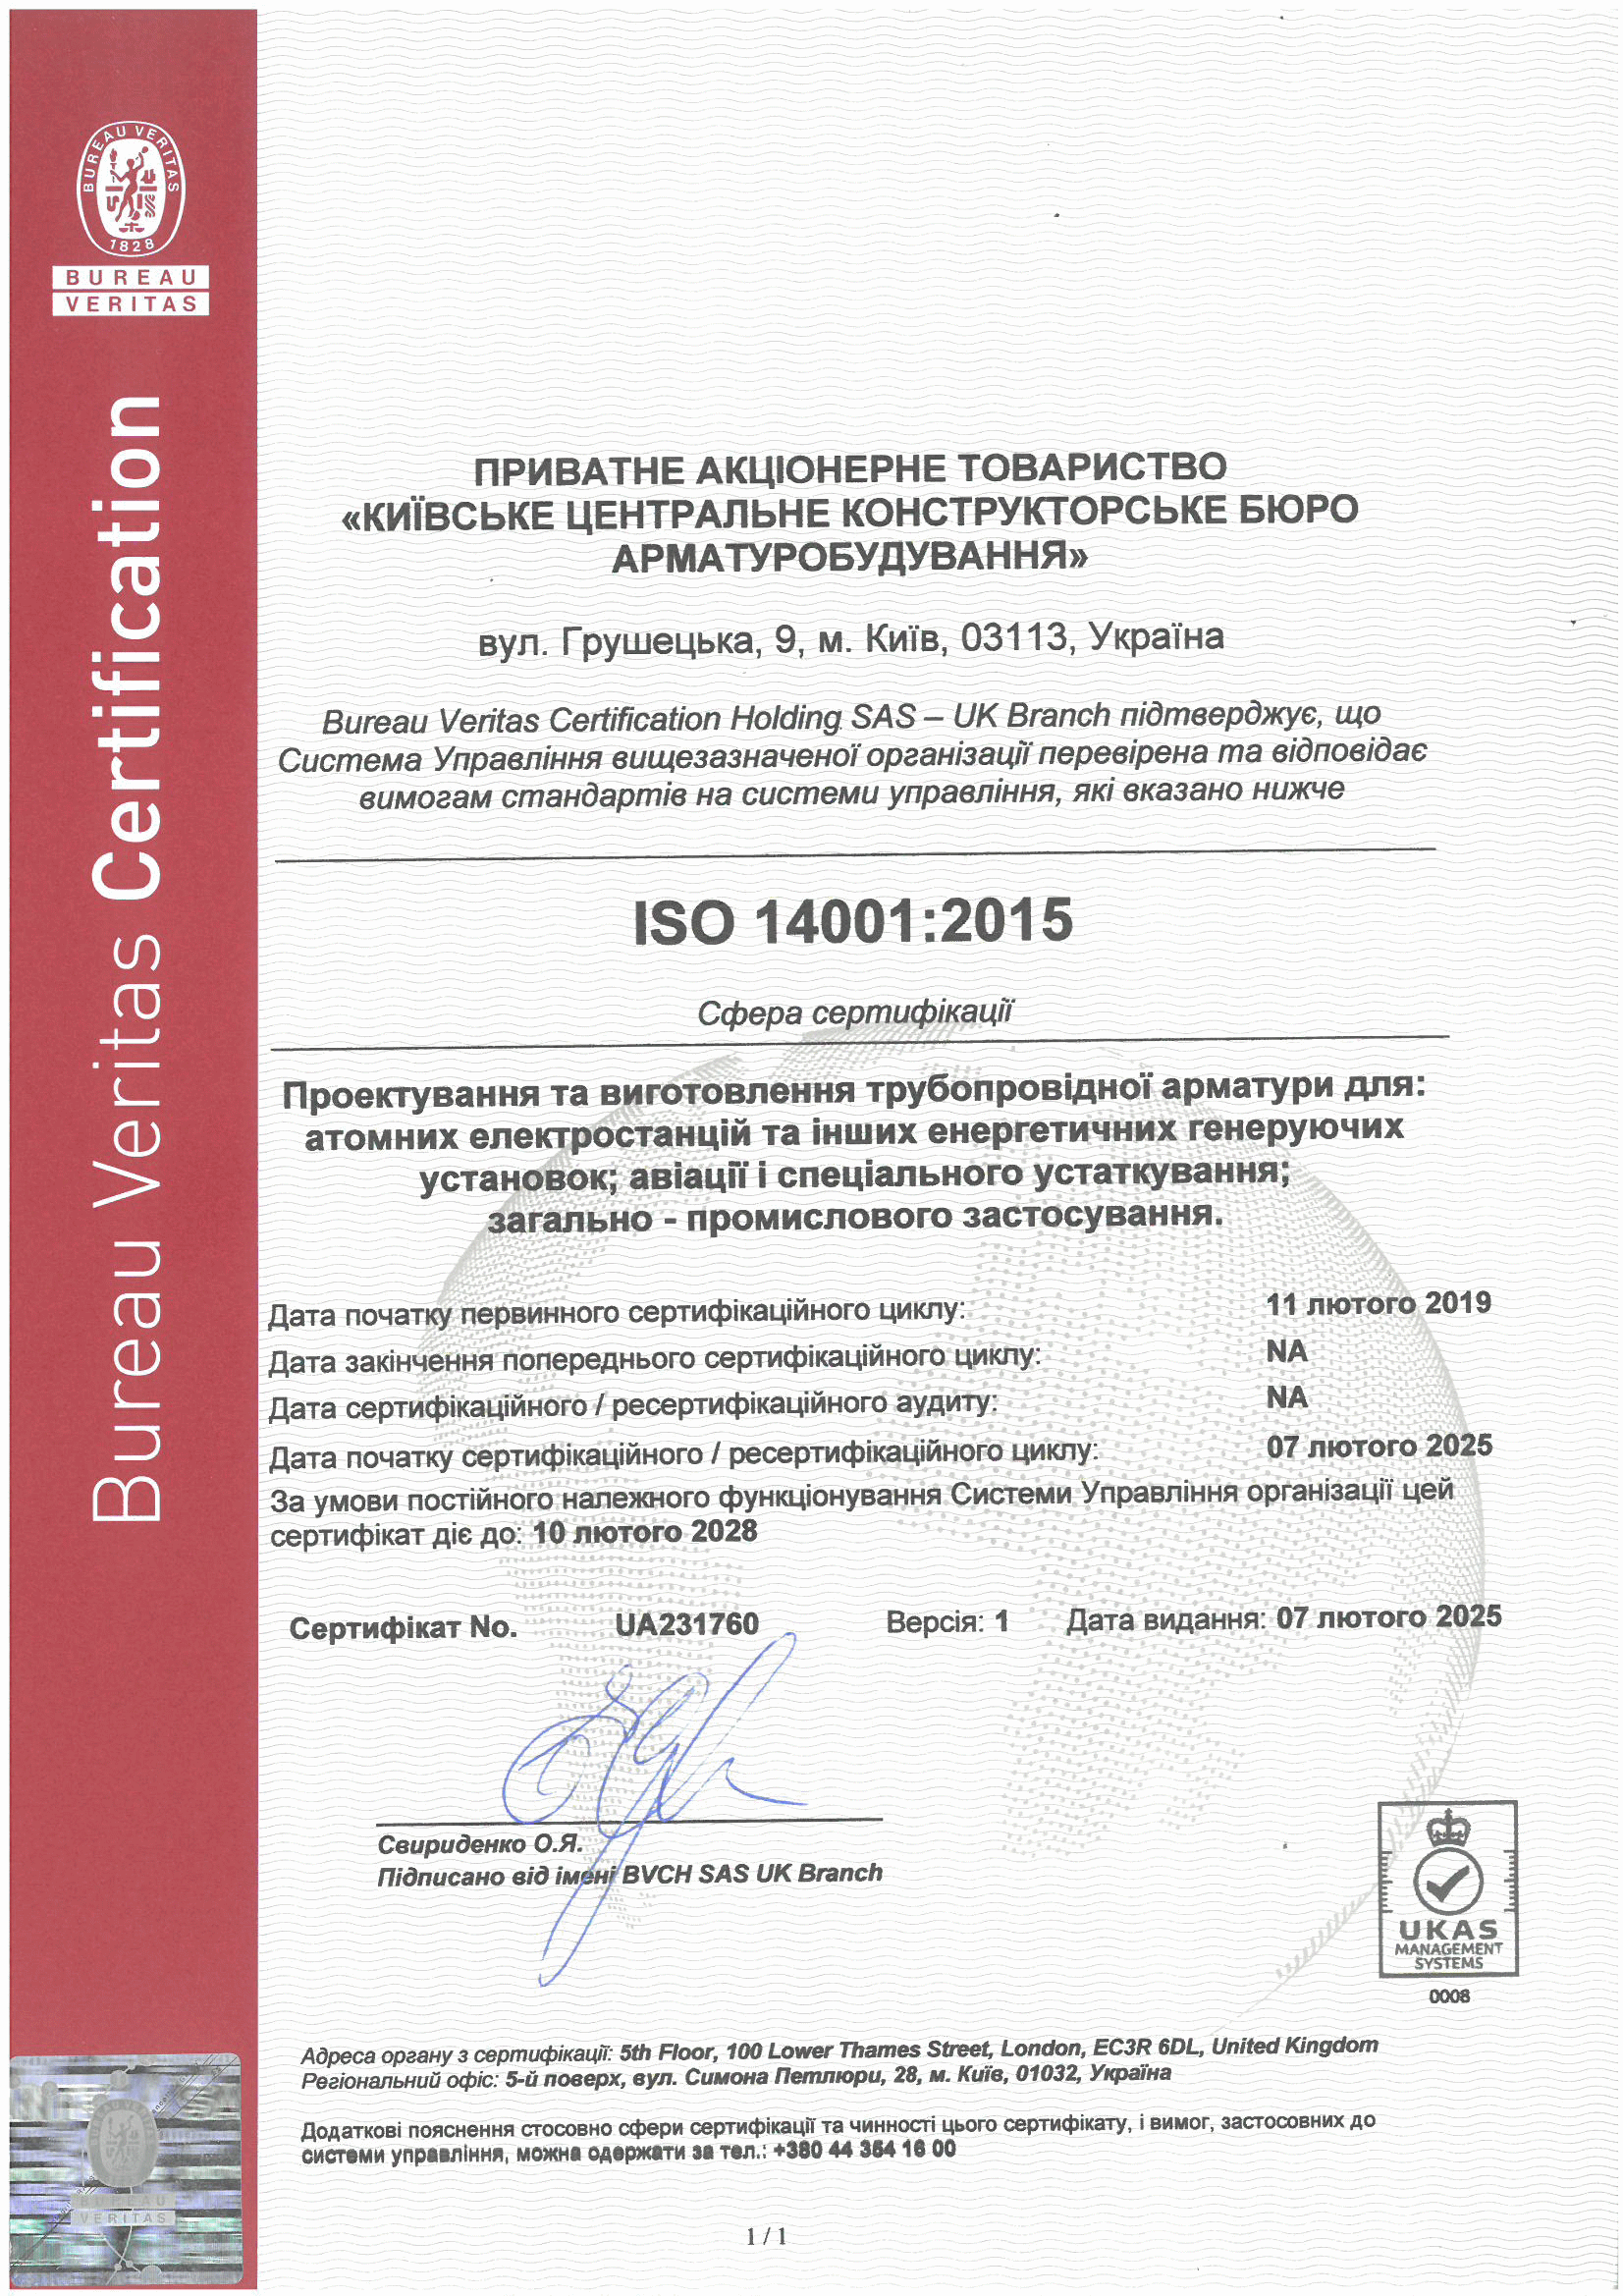 BUREAU VERITAS
1828
BUREAU
VERITAS
Bureau Veritas Certification
ПРИВАТНЕ АКЦІОНЕРНЕ ТОВАРИСТВО
«КИЇВСЬКЕ ЦЕНТРАЛЬНЕ КОНСТРУКТОРСЬКЕ БЮРО
АРМАТУРОБУДУВАННЯ»
вул. Грушецька, 9, м. Київ, 03113, Україна
Bureau Veritas Certification Holding SAS – UK Branch підтверджує, що
Система Управління вищезазначеної організації перевірена та відповідає
вимогам стандартів на системи управління, які вказано нижче
ISO 14001:2015
Сфера сертифікації
Проектування та виготовлення трубопровідної арматури для:
атомних електростанцій та інших енергетичних генеруючих
установок; авіації і спеціального устаткування;
загально - промислового застосування.
Дата початку первинного сертифікаційного циклу: 11 лютого 2019
Дата закінчення попереднього сертифікаційного циклу: NA
Дата сертифікаційного / ресертифікаційного аудиту: NA
Дата початку сертифікаційного / ресертифікаційного циклу: 07 лютого 2025
За умови постійного належного функціонування Системи Управління організації цей
сертифікат діє до: 10 лютого 2028
Сертифікат No. UA231760 Версія: 1 Дата видання: 07 лютого 2025
Свириденко О.Я.
Підписано від імені BVCH SAS UK Branch
UKAS
MANAGEMENT
SYSTEMS
0008
Адреса органу з сертифікації: 5th Floor, 100 Lower Thames Street, London, EC3R 6DL, United Kingdom
Регіональний офіс: 5-й поверх, вул. Симона Петлюри, 28, м. Київ, 01032, Україна
Додаткові пояснення стосовно сфери сертифікації та чинності цього сертифікату, і вимог, застосовних до
системи управління, можна одержати за тел.: +380 44 354 16 00
BUREAU
VERITAS
1 / 1